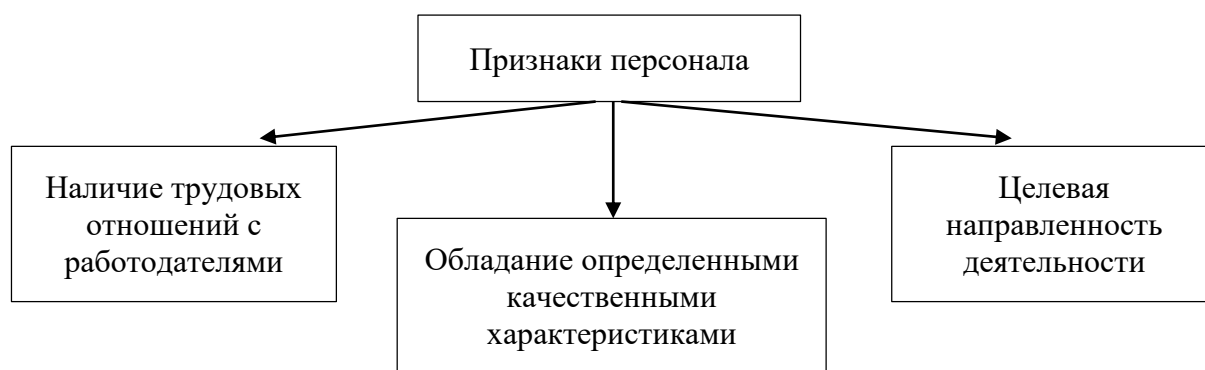 Признаки персонала
Наличие трудовых
отношений с
работодателями
Обладание определенными
качественными
характеристиками
Целевая
направленность
деятельности